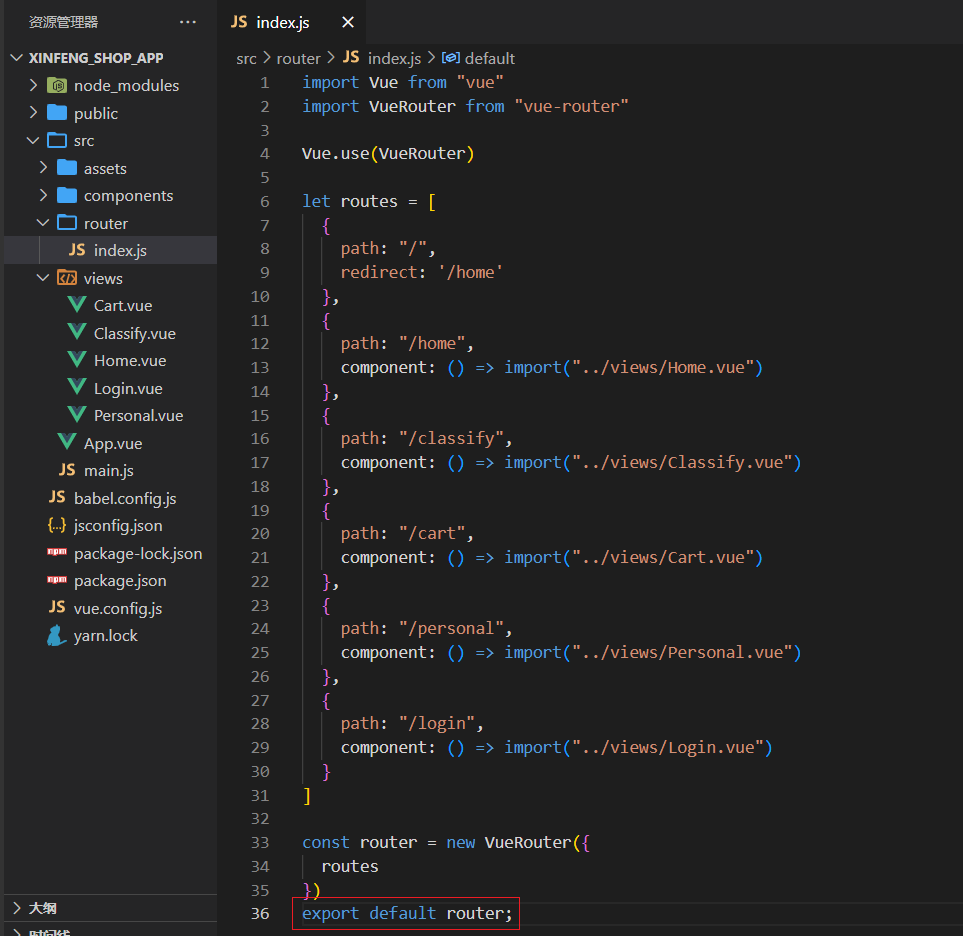 资源管理器 ···
XINFENG_SHOP_APP
node_modules
public
src
assets
components
router
JS index.js
views
Cart.vue
Classify.vue
Home.vue
Login.vue
Personal.vue
App.vue
JS main.js
JS babel.config.js
{..} jsconfig.json
npm package-lock.json
npm package.json
JS vue.config.js
yarn.lock
大纲
时间线
JS index.js ×
src > router > JS index.js > default
1 import Vue from "vue"
2 import VueRouter from "vue-router"
3
4 Vue.use(VueRouter)
5
6 let routes = [
7 {
8 path: "/",
9 redirect: '/home'
10 },
11 {
12 path: "/home",
13 component: () => import("../views/Home.vue")
14 },
15 {
16 path: "/classify",
17 component: () => import("../views/Classify.vue")
18 },
19 {
20 path: "/cart",
21 component: () => import("../views/Cart.vue")
22 },
23 {
24 path: "/personal",
25 component: () => import("../views/Personal.vue")
26 },
27 {
28 path: "/login",
29 component: () => import("../views/Login.vue")
30 }
31 ]
32
33 const router = new VueRouter({
34 routes
35 })
36 export default router;